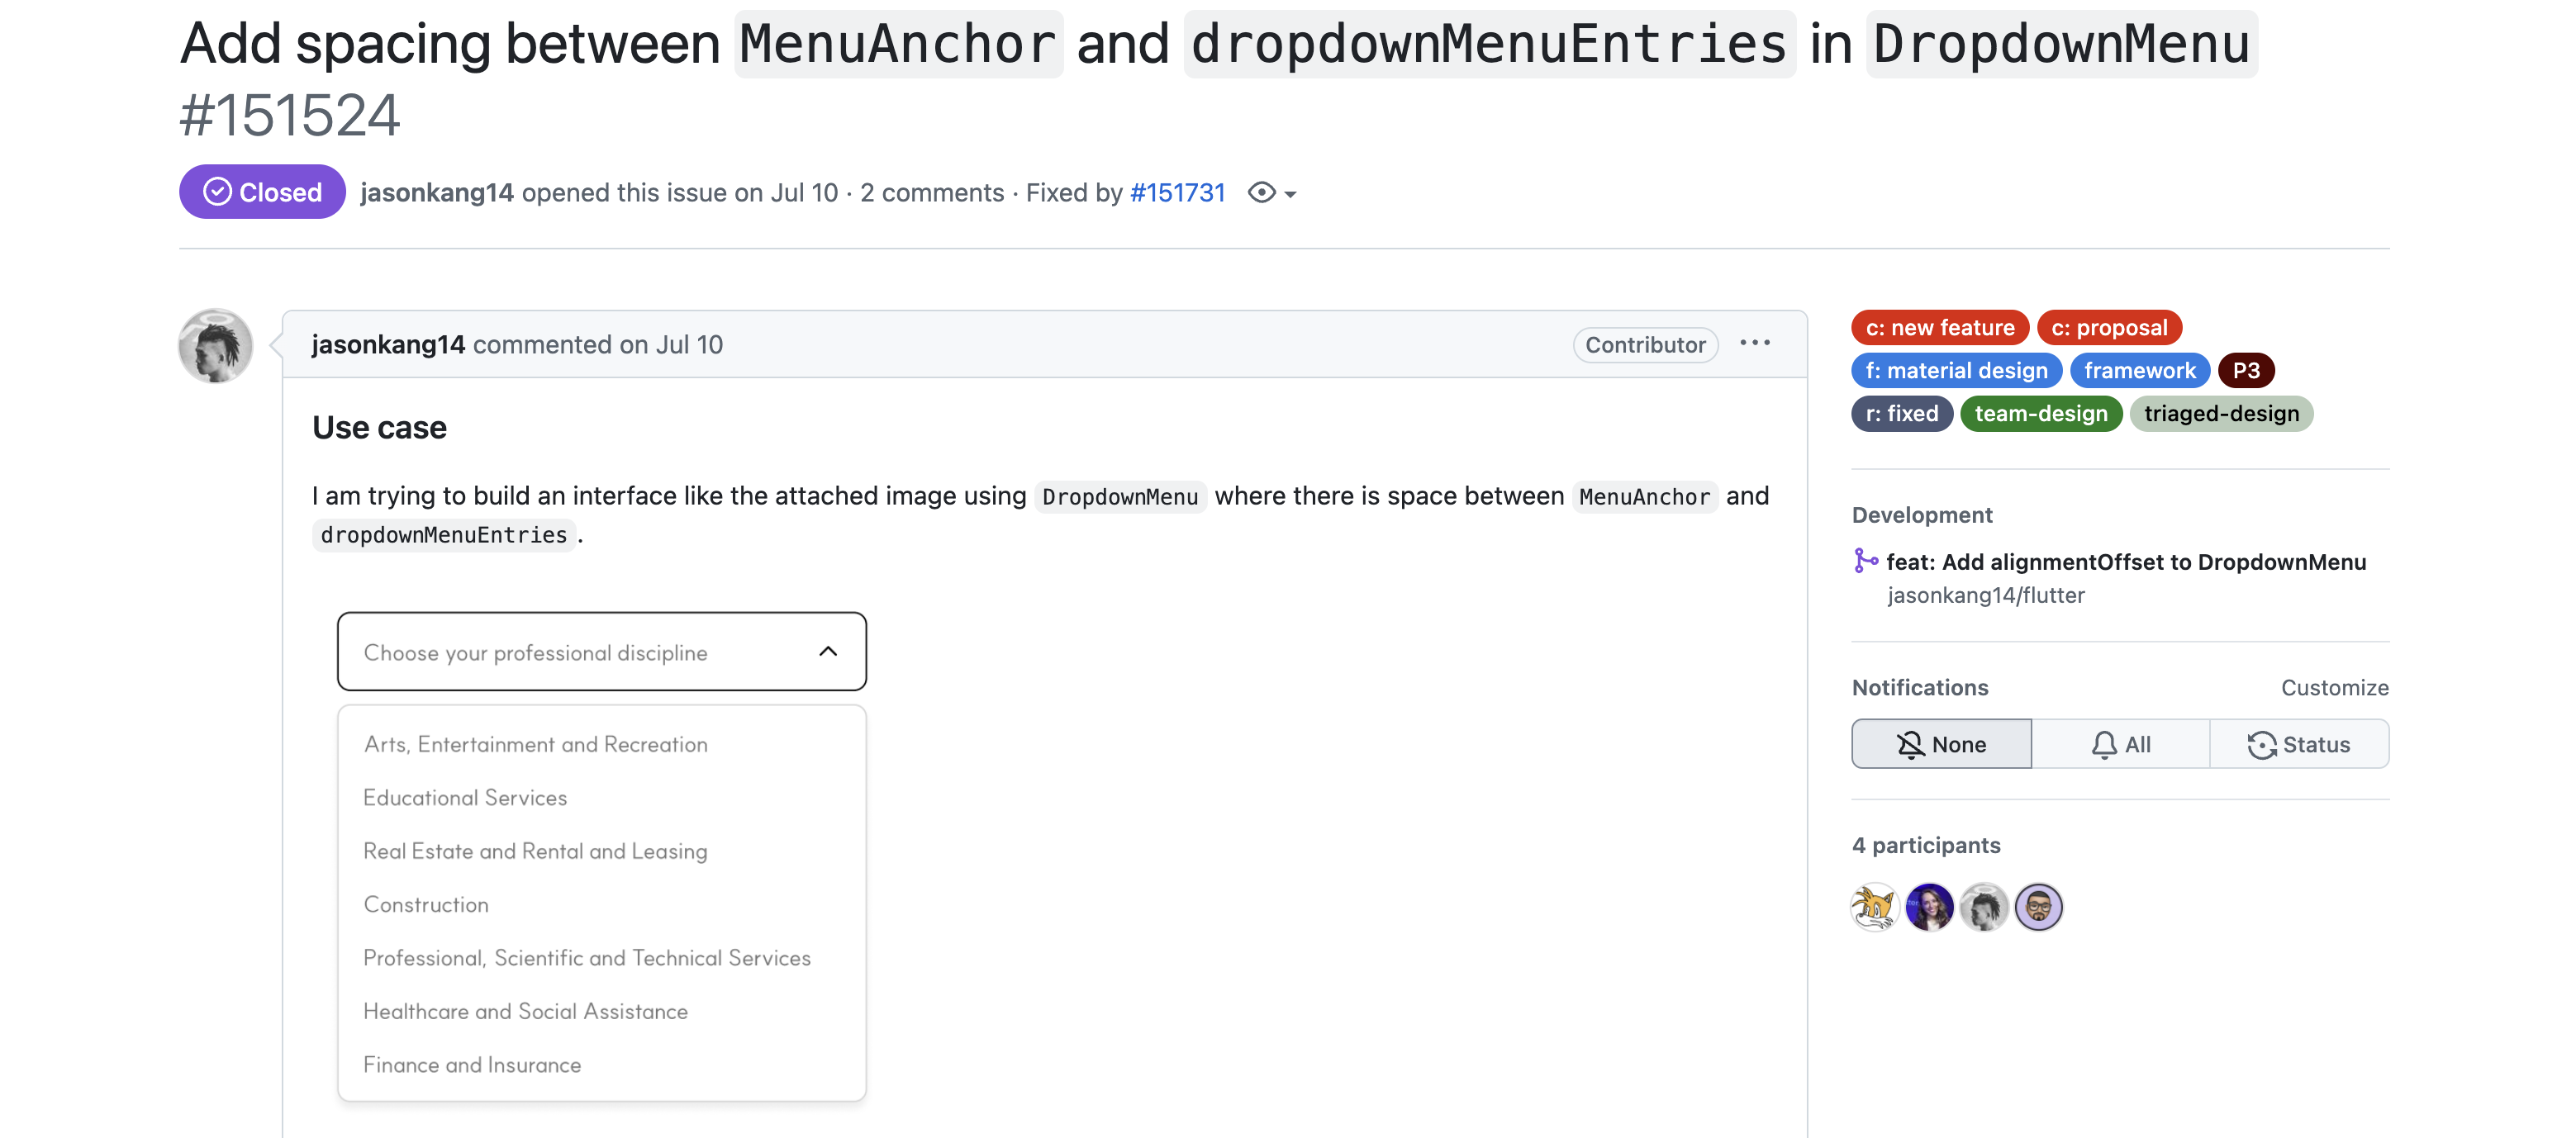 Add spacing between MenuAnchor and dropdownMenuEntries in DropdownMenu
#151524
Closed jasonkang14 opened this issue on Jul 10 · 2 comments · Fixed by #151731
jasonkang14 commented on Jul 10 Contributor ···
Use case
I am trying to build an interface like the attached image using DropdownMenu where there is space between MenuAnchor and
dropdownMenuEntries.
Choose your professional discipline
Arts, Entertainment and Recreation
Educational Services
Real Estate and Rental and Leasing
Construction
Professional, Scientific and Technical Services
Healthcare and Social Assistance
Finance and Insurance
c: new feature c: proposal
f: material design framework P3
r: fixed team-design triaged-design
Development
feat: Add alignmentOffset to DropdownMenu
jasonkang14/flutter
Notifications Customize
None All Status
4 participants